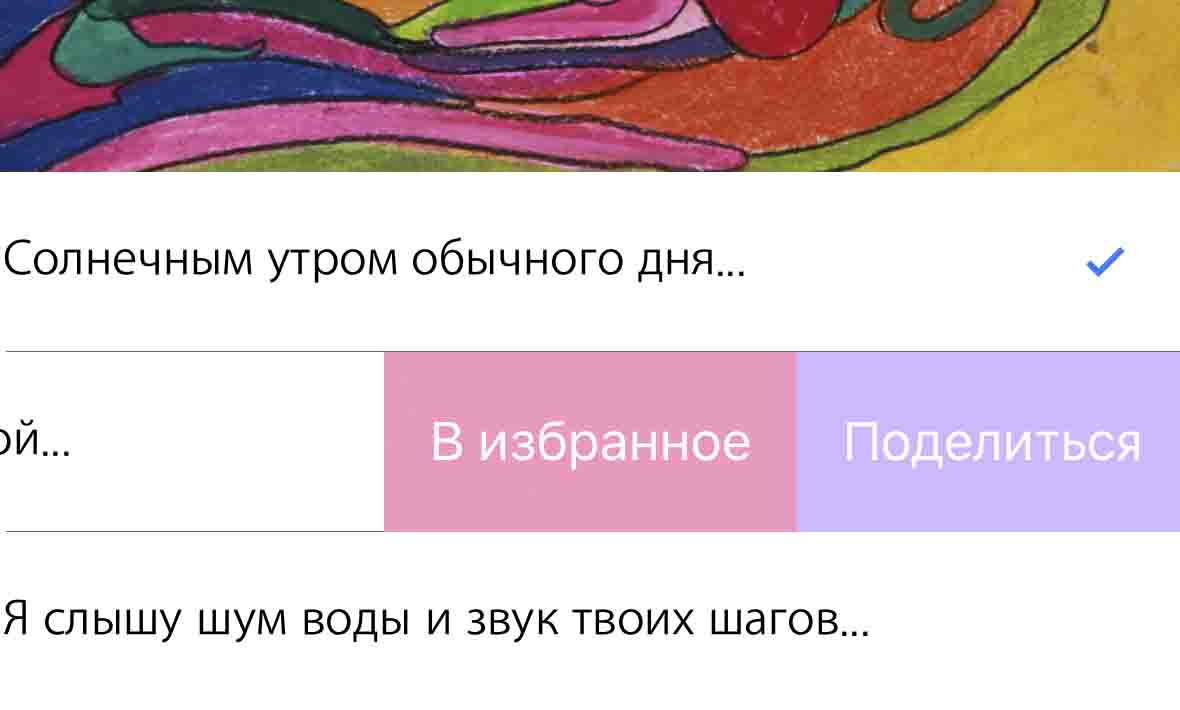 Солнечным утром обычного дня...
ой... В избранное Поделиться
Я слышу шум воды и звук твоих шагов...